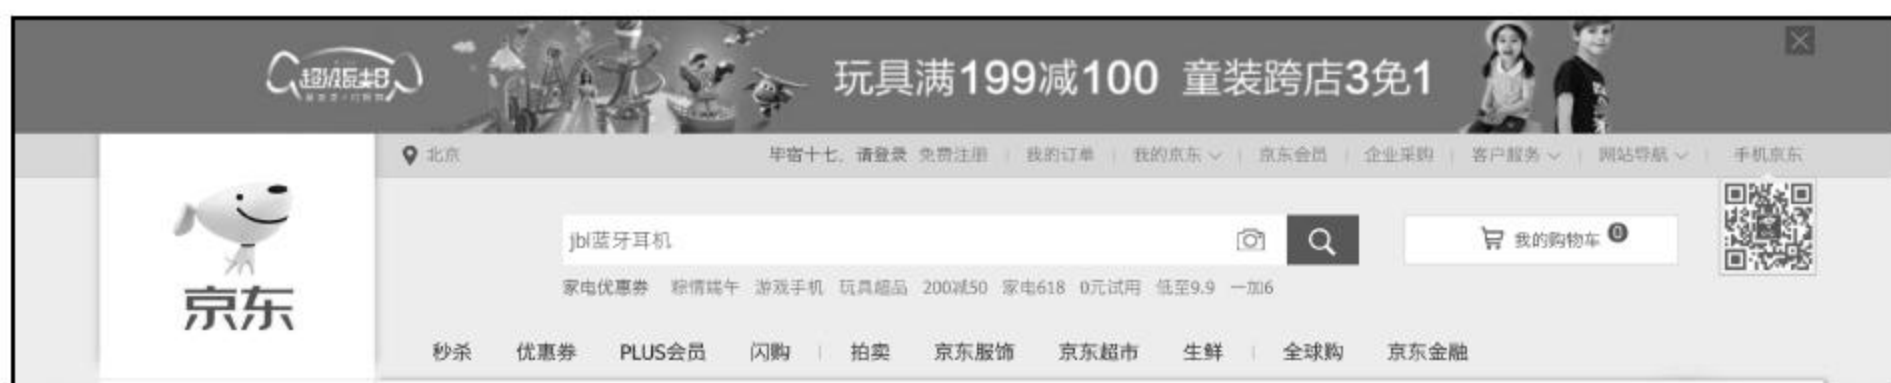 超级品类日
玩具满199减100 童装跨店3免1
北京
毕宿十七, 请登录 免费注册 我的订单 我的京东 京东会员 企业采购 客户服务 网站导航 手机京东
京东
jbl蓝牙耳机
我的购物车 0
家电优惠券 粽情端午 游戏手机 玩具超品 200减50 家电618 0元试用 低至9.9 一加6
秒杀 优惠券 PLUS会员 闪购 拍卖 京东服饰 京东超市 生鲜 全球购 京东金融